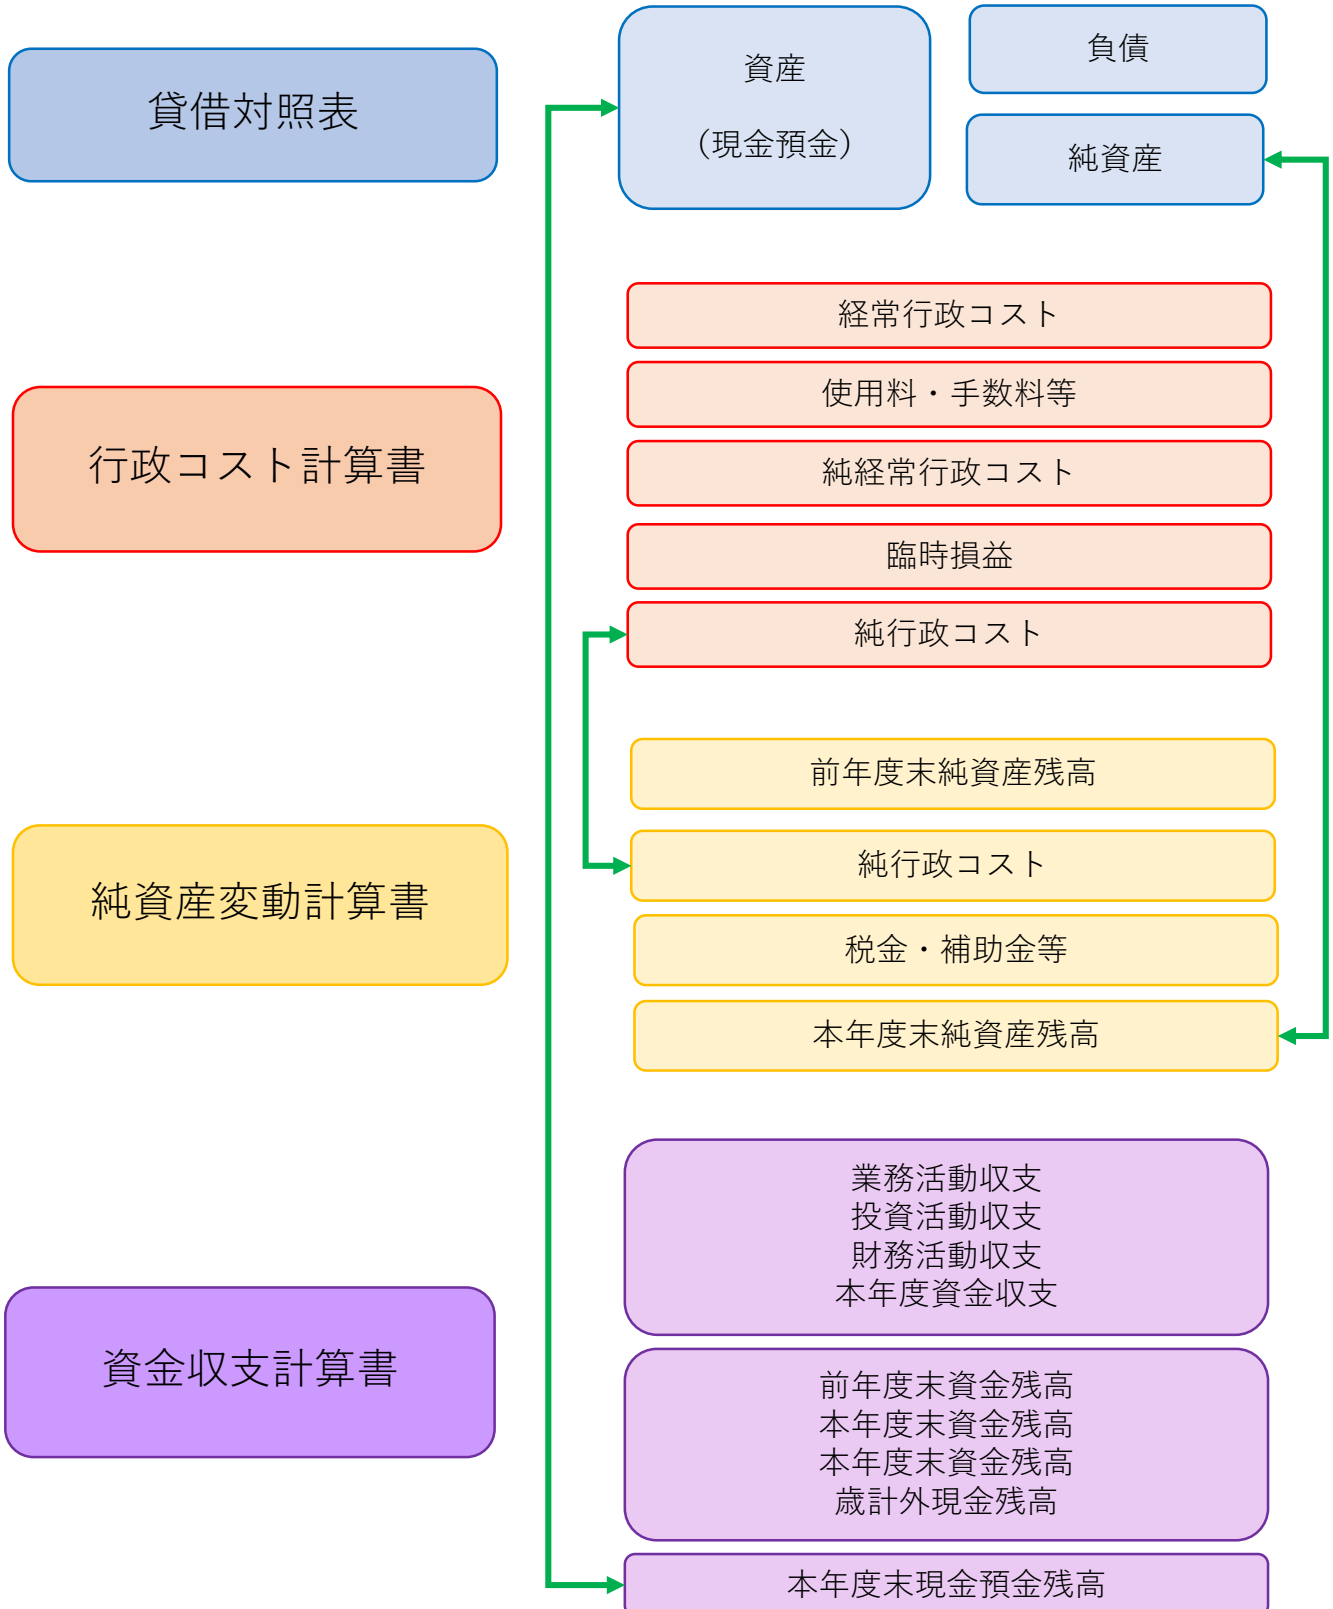 貸借対照表
資産
（現金預金）
負債
純資産
行政コスト計算書
経常行政コスト
使用料・手数料等
純経常行政コスト
臨時損益
純行政コスト
純資産変動計算書
前年度末純資産残高
純行政コスト
税金・補助金等
本年度末純資産残高
資金収支計算書
業務活動収支
投資活動収支
財務活動収支
本年度資金収支
前年度末資金残高
本年度末資金残高
本年度末資金残高
歳計外現金残高
本年度末現金預金残高